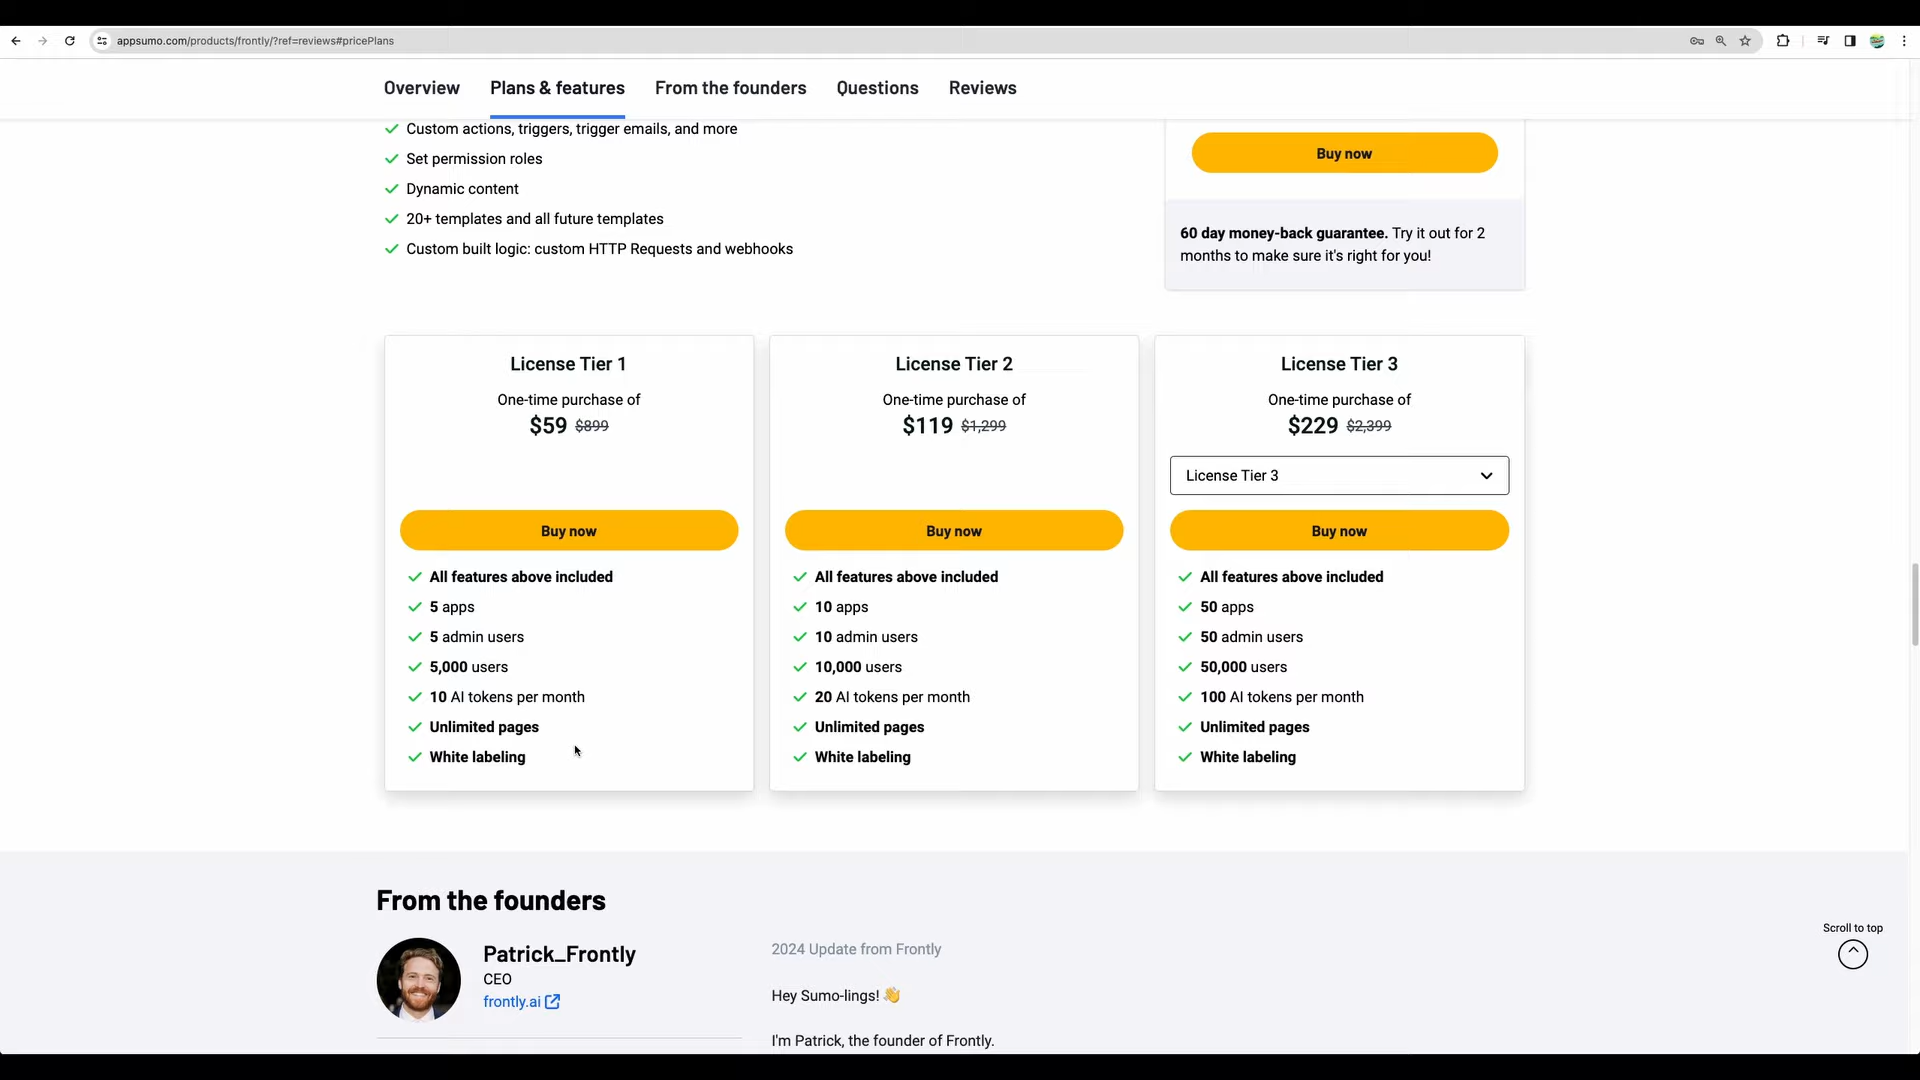 appsumo.com/products/frontly/?ref=reviews#pricePlans
Overview
Plans & features
From the founders
Questions
Reviews
Custom actions, triggers, trigger emails, and more
Set permission roles
Dynamic content
20+ templates and all future templates
Custom built logic: custom HTTP Requests and webhooks
Buy now
60 day money-back guarantee. Try it out for 2
months to make sure it's right for you!
License Tier 1
One-time purchase of
$59 $899
Buy now
All features above included
5 apps
5 admin users
5,000 users
10 AI tokens per month
Unlimited pages
White labeling
License Tier 2
One-time purchase of
$119 $1,299
Buy now
All features above included
10 apps
10 admin users
10,000 users
20 AI tokens per month
Unlimited pages
White labeling
License Tier 3
One-time purchase of
$229 $2,399
License Tier 3
Buy now
All features above included
50 apps
50 admin users
50,000 users
100 AI tokens per month
Unlimited pages
White labeling
From the founders
Patrick_Frontly
CEO
frontly.ai
2024 Update from Frontly
Hey Sumo-lings! 👋
I'm Patrick, the founder of Frontly.
Scroll to top